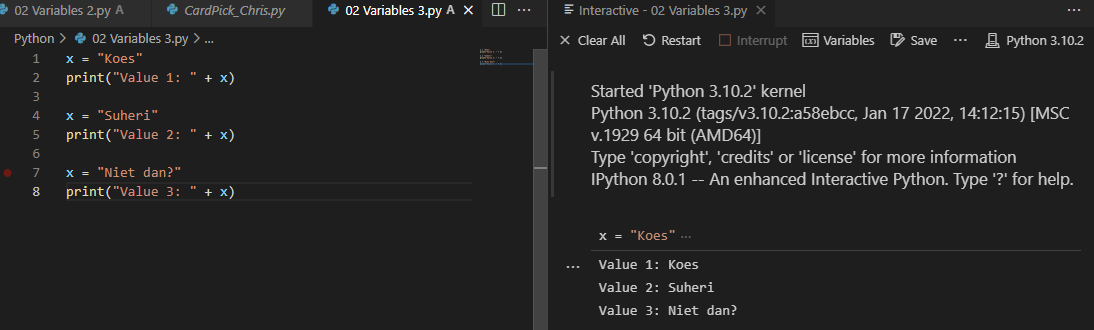 02 Variables 2.py A
CardPick_Chris.py
02 Variables 3.py A
Python > 02 Variables 3.py > ...
1 x = "Koes"
2 print("Value 1: " + x)
3
4 x = "Suheri"
5 print("Value 2: " + x)
6
7 x = "Niet dan?"
8 print("Value 3: " + x)
Interactive - 02 Variables 3.py
Clear All Restart Interrupt Variables Save ... Python 3.10.2
Started 'Python 3.10.2' kernel
Python 3.10.2 (tags/v3.10.2:a58ebcc, Jan 17 2022, 14:12:15) [MSC
v.1929 64 bit (AMD64)]
Type 'copyright', 'credits' or 'license' for more information
IPython 8.0.1 -- An enhanced Interactive Python. Type '?' for help.
x = "Koes" ...
Value 1: Koes
Value 2: Suheri
Value 3: Niet dan?